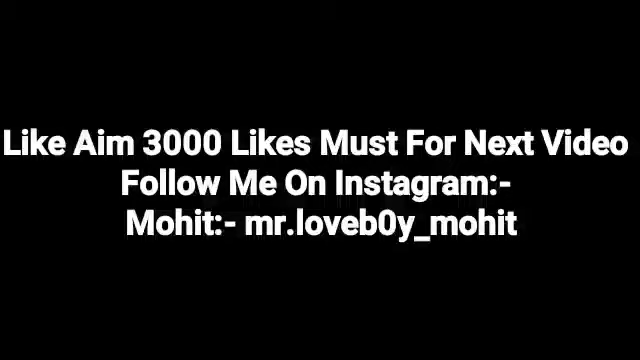 Like Aim 3000 Likes Must For Next Video
Follow Me On Instagram:-
Mohit:- mr.loveb0y_mohit